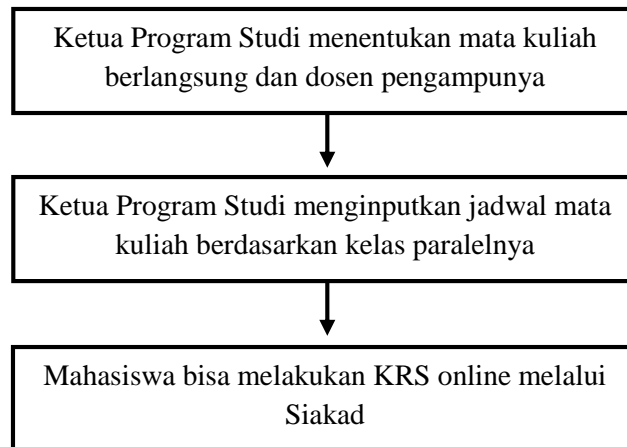 Ketua Program Studi menentukan mata kuliah
berlangsung dan dosen pengampunya
Ketua Program Studi menginputkan jadwal mata
kuliah berdasarkan kelas paralelnya
Mahasiswa bisa melakukan KRS online melalui
Siakad